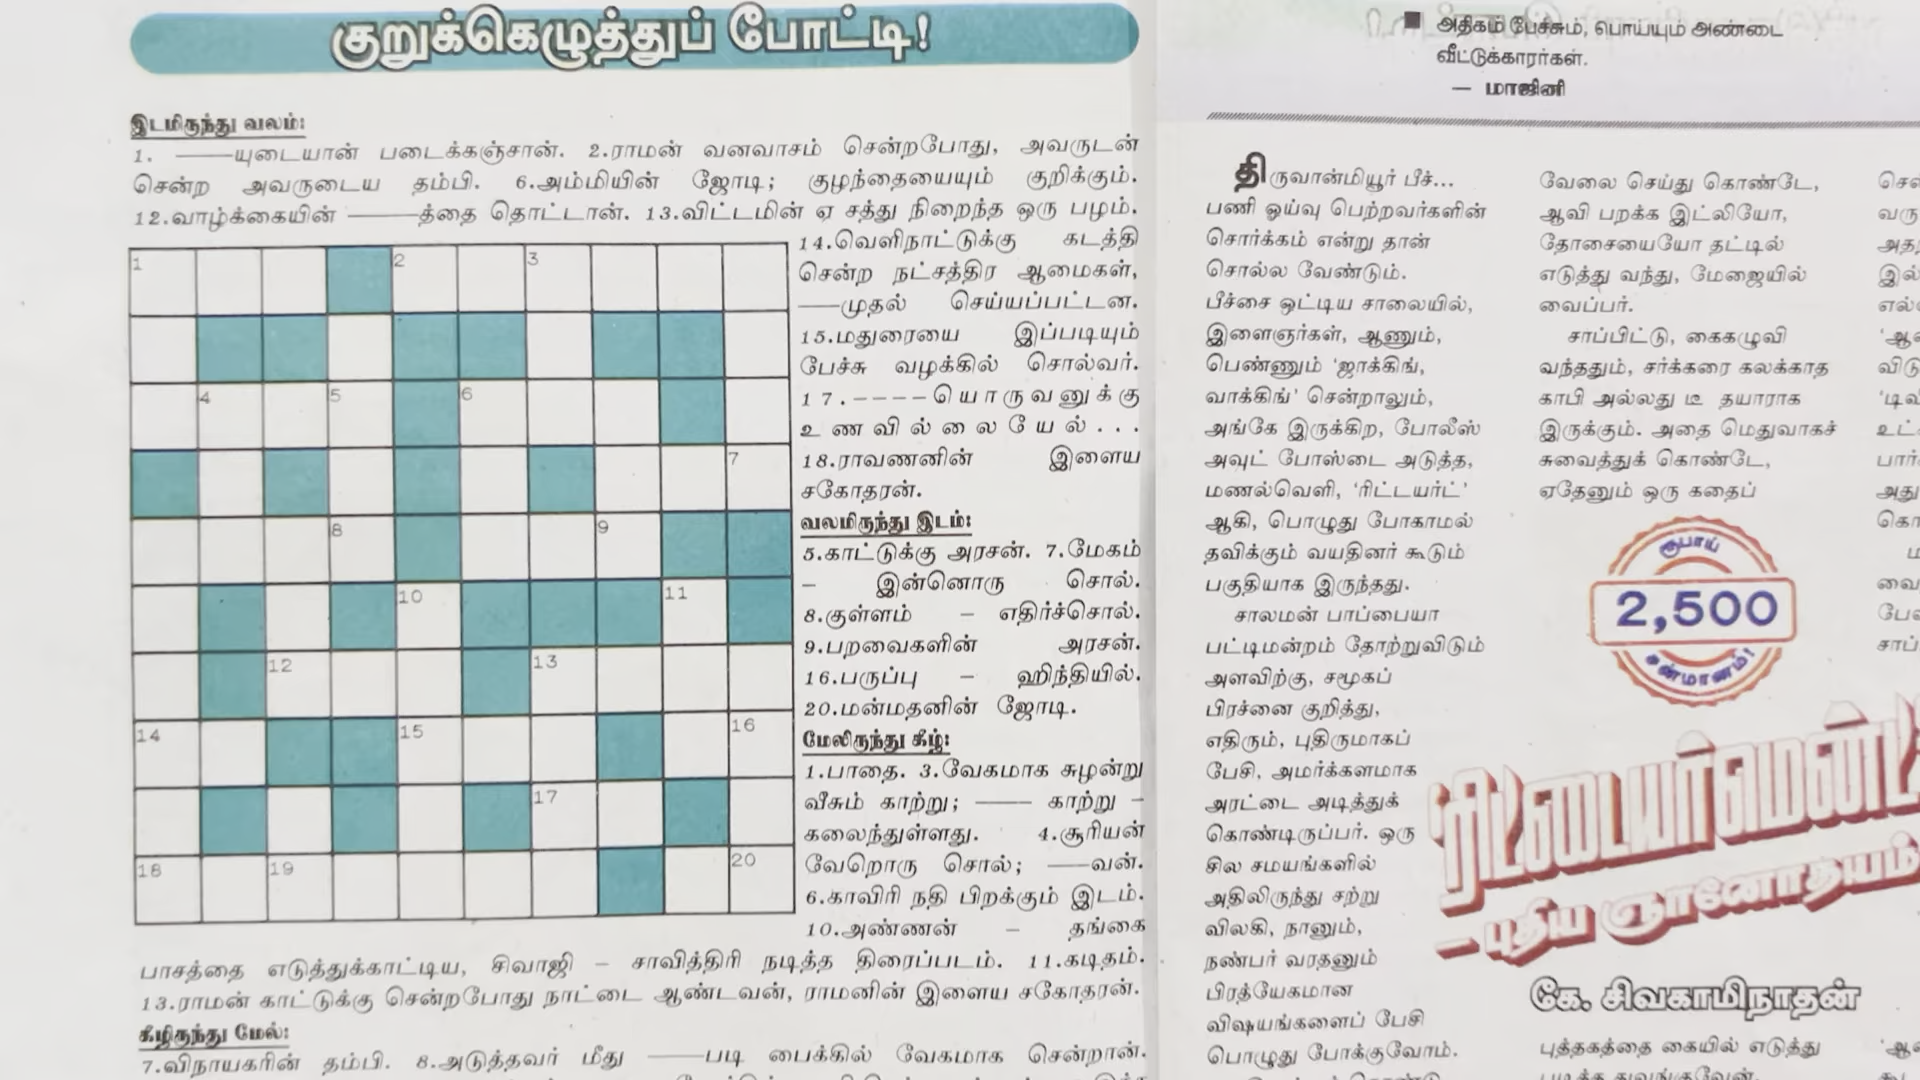 குறுக்கெழுத்துப் போட்டி!
இடமிருந்து வலம்:
1. ———யுடையான் படைக்கஞ்சான். 2.ராமன் வனவாசம் சென்றபோது, அவருடன்
சென்ற அவருடைய தம்பி. 6.அம்மியின் ஜோடி; குழந்தையையும் குறிக்கும்.
12.வாழ்க்கையின் ———த்தை தொட்டான். 13.விட்டமின் ஏ சத்து நிறைந்த ஒரு பழம்.
14.வெளிநாட்டுக்கு கடத்தி
சென்ற நட்சத்திர ஆமைகள்,
——முதல் செய்யப்பட்டன.
15.மதுரையை இப்படியும்
பேச்சு வழக்கில் சொல்வர்.
17.----யொருவனுக்கு
உணவில்லையேல்...
18.ராவணனின் இளைய
சகோதரன்.
வலமிருந்து இடம்:
5.காட்டுக்கு அரசன். 7.மேகம்
– இன்னொரு சொல்.
8.குள்ளம் – எதிர்ச்சொல்.
9.பறவைகளின் அரசன்.
16.பருப்பு – ஹிந்தியில்.
20.மன்மதனின் ஜோடி.
மேலிருந்து கீழ்:
1.பாதை. 3.வேகமாக சுழன்று
வீசும் காற்று; —— காற்று –
கலைந்துள்ளது. 4.சூரியன்
வேறொரு சொல்; ——வன்.
6.காவிரி நதி பிறக்கும் இடம்.
10.அண்ணன் – தங்கை
பாசத்தை எடுத்துக்காட்டிய, சிவாஜி – சாவித்திரி நடித்த திரைப்படம். 11.கடிதம்.
13.ராமன் காட்டுக்கு சென்றபோது நாட்டை ஆண்டவன், ராமனின் இளைய சகோதரன்.
கீழிருந்து மேல்:
7.விநாயகரின் தம்பி. 8.அடுத்தவர் மீது ———படி பைக்கில் வேகமாக சென்றான்.
1 2 3
4 5 6
7
8 9
10 11
12 13
14 15 16
17
18 19 20
அதிகம் பேச்சும், பொய்யும் அண்டை
வீட்டுக்காரர்கள்.
— மாஜினி
திருவான்மியூர் பீச்...
பணி ஓய்வு பெற்றவர்களின்
சொர்க்கம் என்று தான்
சொல்ல வேண்டும்.
பீச்சை ஒட்டிய சாலையில்,
இளைஞர்கள், ஆணும்,
பெண்ணும் 'ஜாக்கிங்,
வாக்கிங்' சென்றாலும்,
அங்கே இருக்கிற, போலீஸ்
அவுட் போஸ்டை அடுத்த,
மணல்வெளி, 'ரிட்டயர்ட்'
ஆகி, பொழுது போகாமல்
தவிக்கும் வயதினர் கூடும்
பகுதியாக இருந்தது.
சாலமன் பாப்பையா
பட்டிமன்றம் தோற்றுவிடும்
அளவிற்கு, சமூகப்
பிரச்னை குறித்து,
எதிரும், புதிருமாகப்
பேசி, அமர்க்களமாக
அரட்டை அடித்துக்
கொண்டிருப்பர். ஒரு
சில சமயங்களில்
அதிலிருந்து சற்று
விலகி, நானும்,
நண்பர் வரதனும்
பிரத்யேகமான
விஷயங்களைப் பேசி
பொழுது போக்குவோம்.
வேலை செய்து கொண்டே,
ஆவி பறக்க இட்லியோ,
தோசையையோ தட்டில்
எடுத்து வந்து, மேஜையில்
வைப்பர்.
சாப்பிட்டு, கைகழுவி
வந்ததும், சர்க்கரை கலக்காத
காபி அல்லது டீ தயாராக
இருக்கும். அதை மெதுவாகச்
சுவைத்துக் கொண்டே,
ஏதேனும் ஒரு கதைப்
ரூபாய்
2,500
சன்மானம்!
'ரிட்டையர்மென்ட்'
– புதிய ஞானோதயம்
கே. சிவகாமிநாதன்
புத்தகத்தை கையில் எடுத்து